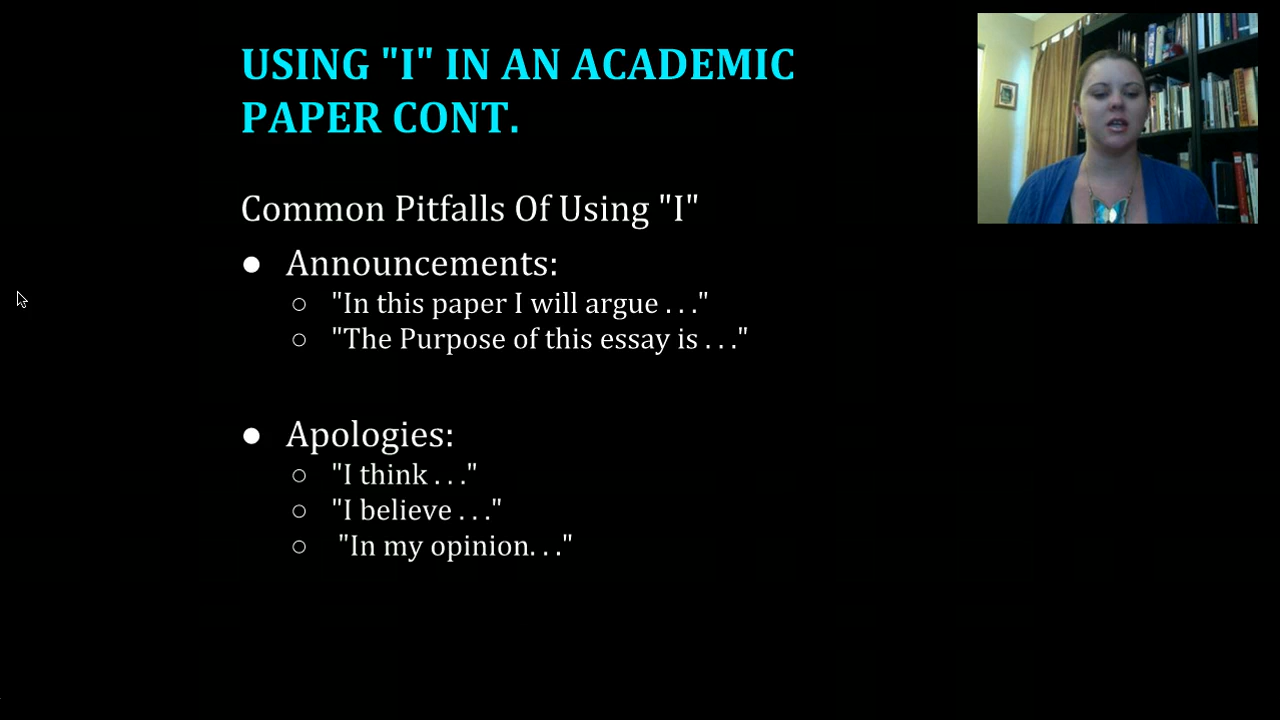 USING "I" IN AN ACADEMIC
PAPER CONT.
Common Pitfalls Of Using "I"
● Announcements:
○ "In this paper I will argue . . ."
○ "The Purpose of this essay is . . ."
● Apologies:
○ "I think . . ."
○ "I believe . . ."
○ "In my opinion. . ."